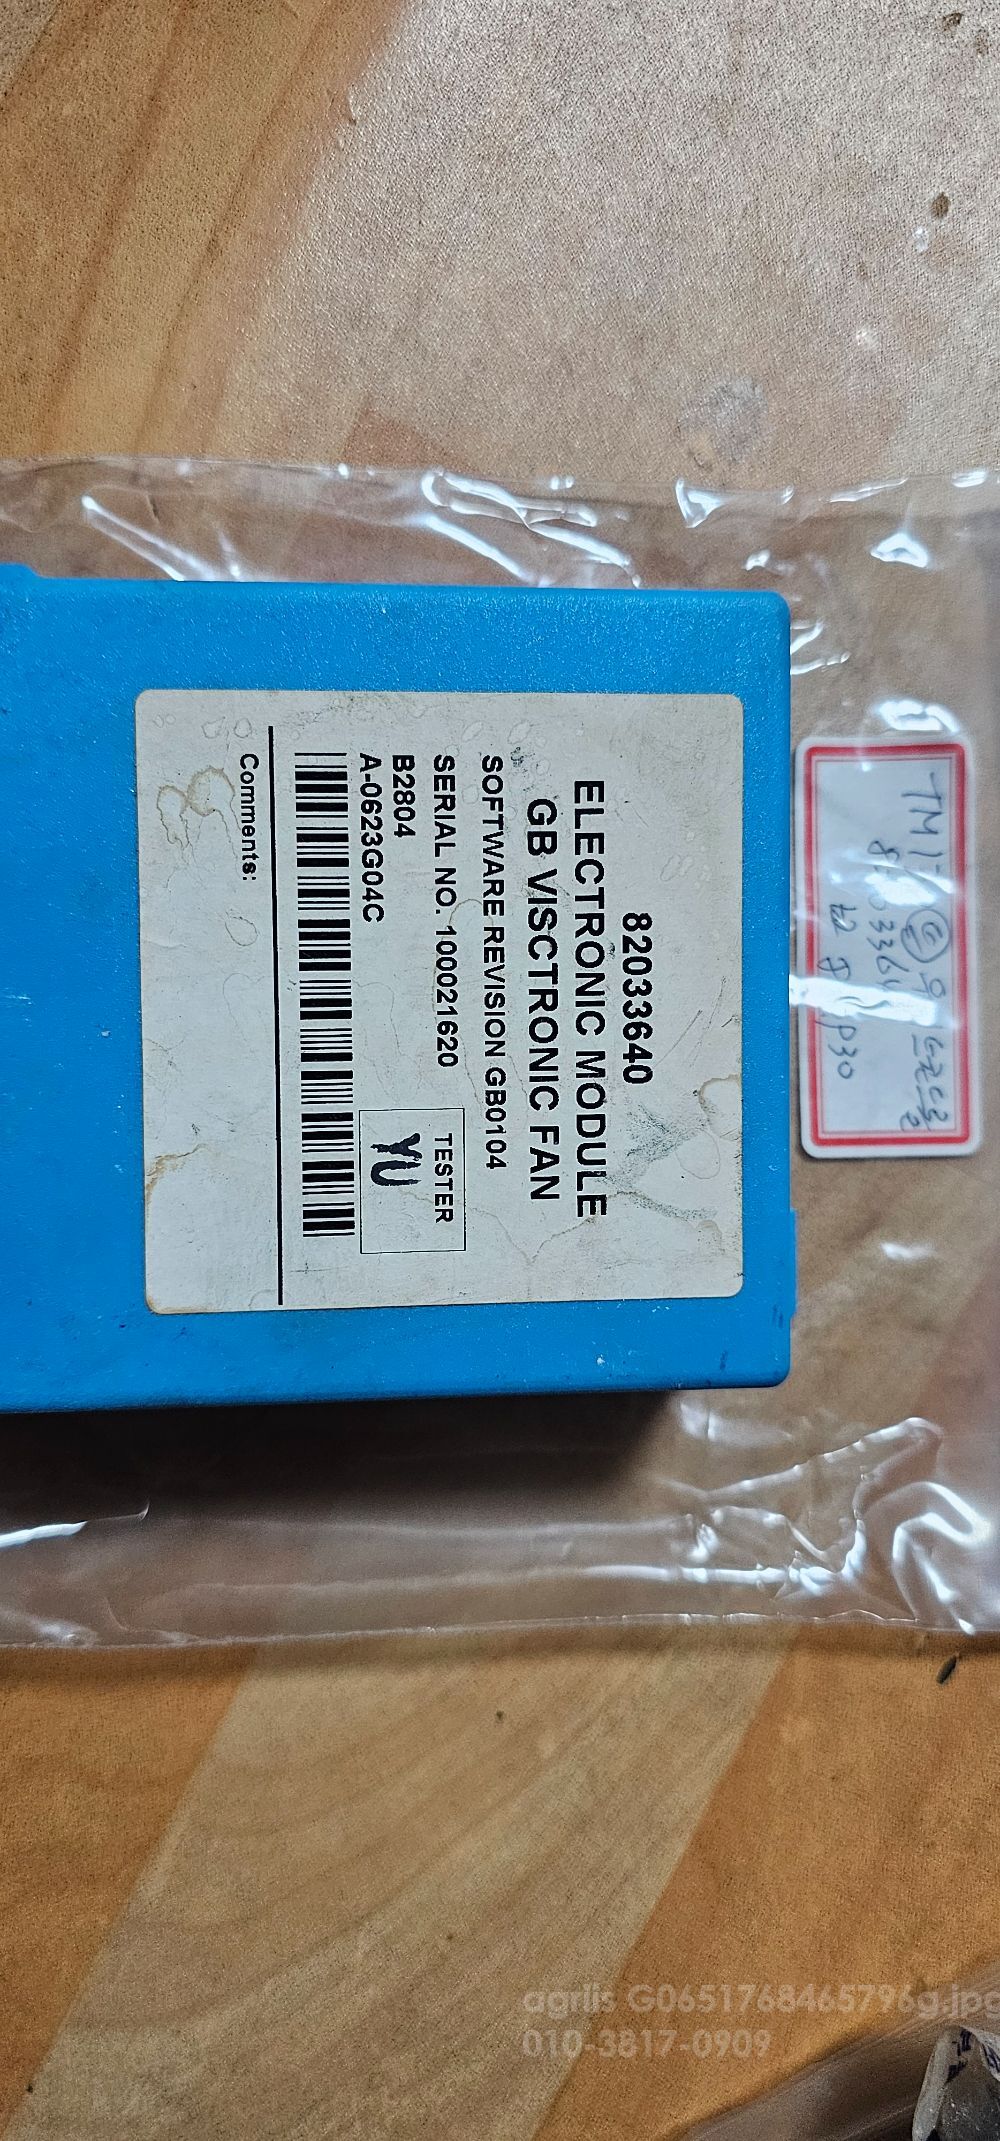 82033640
ELECTRONIC MODULE
GB VISCTRONIC FAN
SOFTWARE REVISION GB0104
SERIAL NO. 100021620
B2804
A-0623G04C
TESTER
YU
Comments:
agrlis G0651768465796g.jpg
010-3817-0909